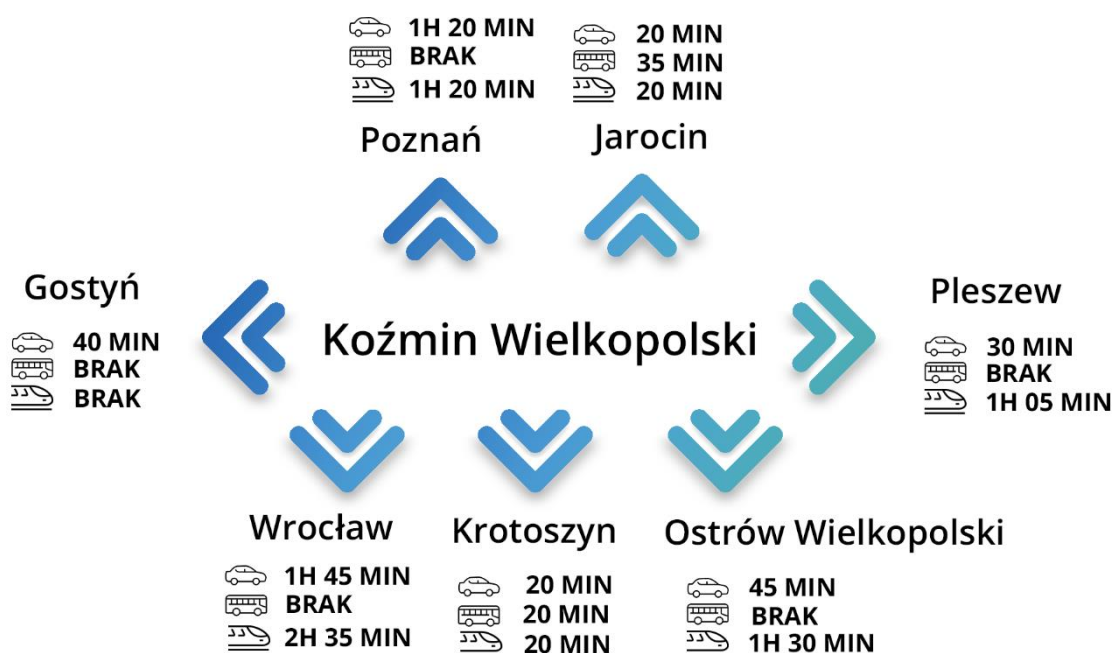 1H 20 MIN
BRAK
1H 20 MIN
Poznań
20 MIN
35 MIN
20 MIN
Jarocin
Gostyń
40 MIN
BRAK
BRAK
Koźmin Wielkopolski
Pleszew
30 MIN
BRAK
1H 05 MIN
Wrocław
1H 45 MIN
BRAK
2H 35 MIN
Krotoszyn
20 MIN
20 MIN
20 MIN
Ostrów Wielkopolski
45 MIN
BRAK
1H 30 MIN